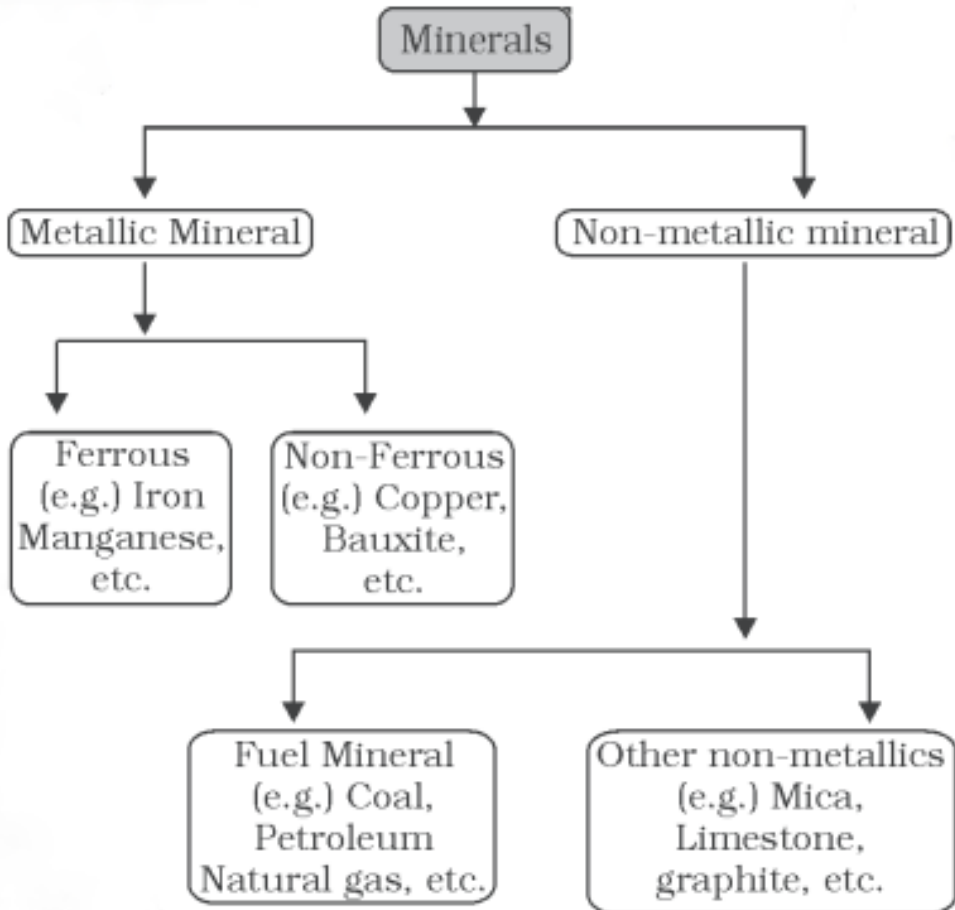 Minerals
Metallic Mineral
Non-metallic mineral
Ferrous
(e.g.) Iron
Manganese,
etc.
Non-Ferrous
(e.g.) Copper,
Bauxite,
etc.
Fuel Mineral
(e.g.) Coal,
Petroleum
Natural gas, etc.
Other non-metallics
(e.g.) Mica,
Limestone,
graphite, etc.